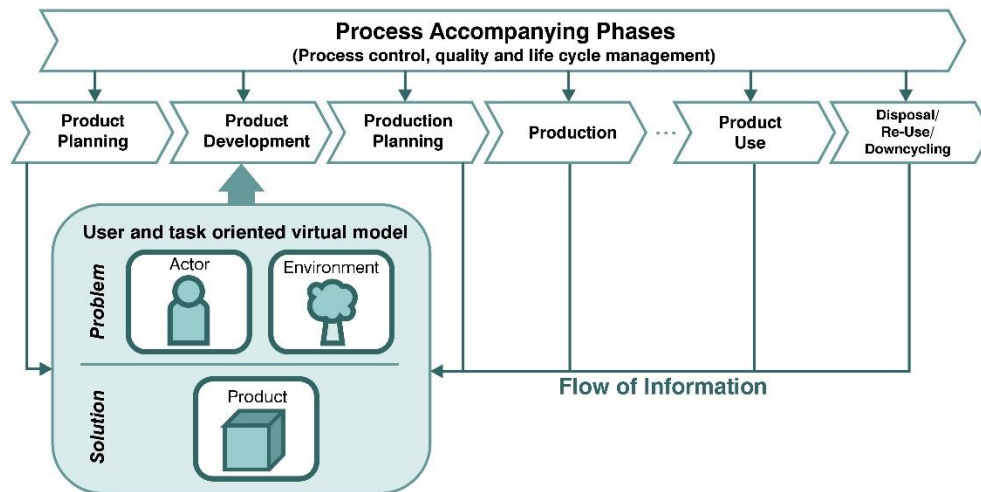 Process Accompanying Phases
(Process control, quality and life cycle management)
Product
Planning
Product
Development
Production
Planning
Production
...
Product
Use
Disposal/
Re-Use/
Downcycling
User and task oriented virtual model
Problem
Actor
Environment
Flow of Information
Solution
Product